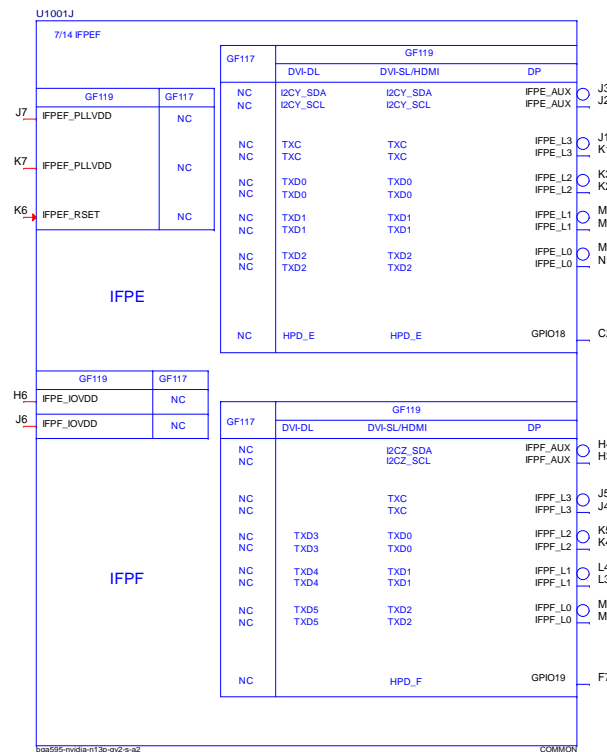 U1001J
7/14 IFPEF
GF117 GF119
DVI-DL DVI-SL/HDMI DP
NC I2CY_SDA I2CY_SDA IFPE_AUX
NC I2CY_SCL I2CY_SCL IFPE_AUX J2
NC TXC TXC IFPE_L3 J1
NC TXC TXC IFPE_L3
NC TXD0 TXD0 IFPE_L2
NC TXD0 TXD0 IFPE_L2
NC TXD1 TXD1 IFPE_L1
NC TXD1 TXD1 IFPE_L1
NC TXD2 TXD2 IFPE_L0
NC TXD2 TXD2 IFPE_L0
NC HPD_E HPD_E GPIO18
GF119 GF117
J7 IFPEF_PLLVDD NC
K7 IFPEF_PLLVDD NC
K6 IFPEF_RSET NC
IFPE
GF119 GF117
H6 IFPE_IOVDD NC
J6 IFPF_IOVDD NC
GF117 GF119
DVI-DL DVI-SL/HDMI DP
NC I2CZ_SDA IFPF_AUX
NC I2CZ_SCL IFPF_AUX
NC TXC IFPF_L3
NC TXC IFPF_L3
NC TXD3 TXD0 IFPF_L2
NC TXD3 TXD0 IFPF_L2
NC TXD4 TXD1 IFPF_L1
NC TXD4 TXD1 IFPF_L1
NC TXD5 TXD2 IFPF_L0
NC TXD5 TXD2 IFPF_L0
NC HPD_F GPIO19
IFPF
bga595-nvidia-n13p-gv2-s-a2 COMMON